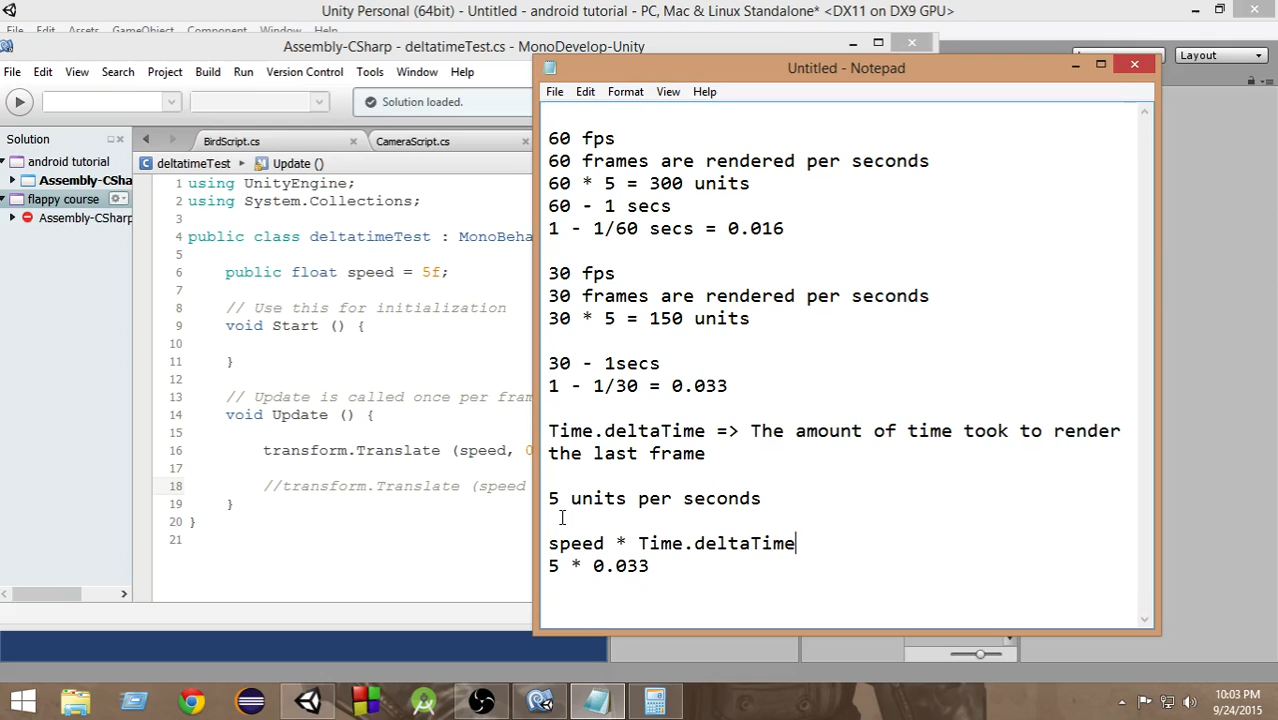 Unity Personal (64bit) - Untitled - android tutorial - PC, Mac & Linux Standalone* <DX11 on DX9 GPU>
File Edit Assets GameObject Component Window Help
Assembly-CSharp - deltatimeTest.cs - MonoDevelop-Unity
Layout
File Edit View Search Project Build Run Version Control Tools Window Help
Solution loaded.
Solution
BirdScript.cs
CameraScript.cs
android tutorial
Assembly-CSha
flappy course
Assembly-CSharp
deltatimeTest
Update ()
1 using UnityEngine;
2 using System.Collections;
3
4 public class deltatimeTest : MonoBeha
5
6 public float speed = 5f;
7
8 // Use this for initialization
9 void Start () {
10
11 }
12
13 // Update is called once per fram
14 void Update () {
15
16 transform.Translate (speed, 0
17
18 //transform.Translate (speed
19 }
20 }
21
Untitled - Notepad
File Edit Format View Help
60 fps
60 frames are rendered per seconds
60 * 5 = 300 units
60 - 1 secs
1 - 1/60 secs = 0.016
30 fps
30 frames are rendered per seconds
30 * 5 = 150 units
30 - 1secs
1 - 1/30 = 0.033
Time.deltaTime => The amount of time took to render
the last frame
5 units per seconds
speed * Time.deltaTime
5 * 0.033
10:03 PM
9/24/2015